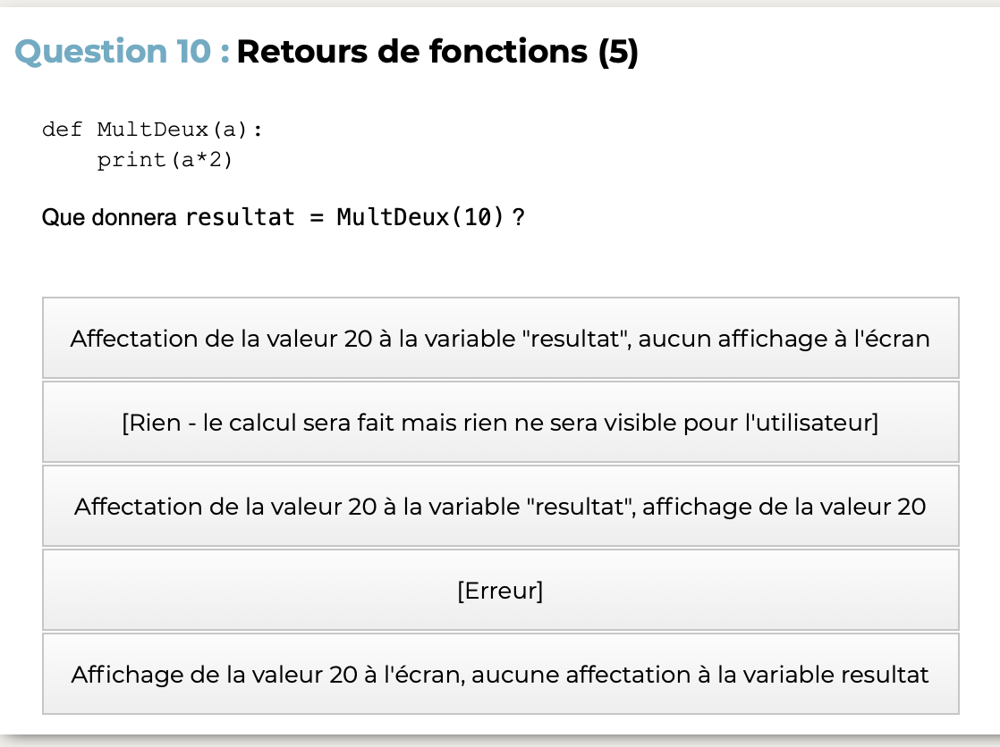 Question 10 : Retours de fonctions (5)
def MultDeux(a):
    print(a*2)
Que donnera resultat = MultDeux(10) ?
Affectation de la valeur 20 à la variable "resultat", aucun affichage à l'écran
[Rien - le calcul sera fait mais rien ne sera visible pour l'utilisateur]
Affectation de la valeur 20 à la variable "resultat", affichage de la valeur 20
[Erreur]
Affichage de la valeur 20 à l'écran, aucune affectation à la variable resultat